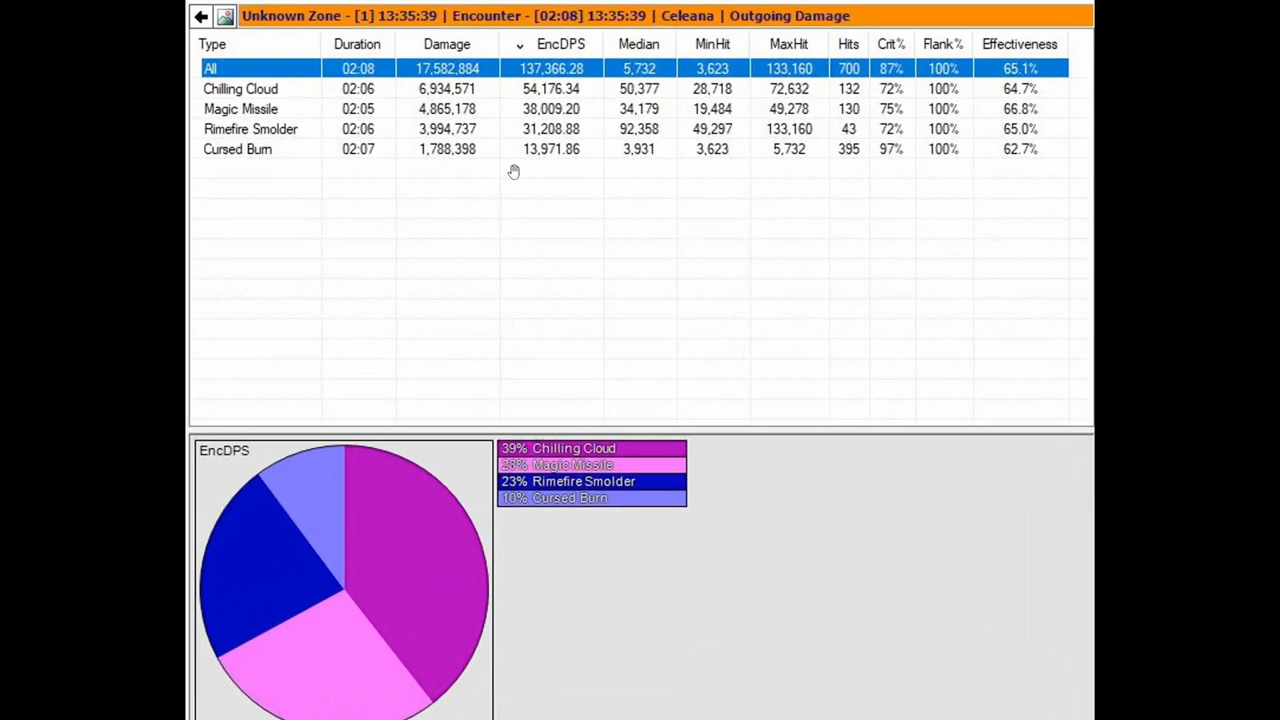 Unknown Zone - [1] 13:35:39 | Encounter - [02:08] 13:35:39 | Celeana | Outgoing Damage
Type Duration Damage EncDPS Median MinHit MaxHit Hits Crit% Flank% Effectiveness
All 02:08 17,582,884 137,366.28 5,732 3,623 133,160 700 87% 100% 65.1%
Chilling Cloud 02:06 6,934,571 54,176.34 50,377 28,718 72,632 132 72% 100% 64.7%
Magic Missile 02:05 4,865,178 38,009.20 34,179 19,484 49,278 130 75% 100% 66.8%
Rimefire Smolder 02:06 3,994,737 31,208.88 92,358 49,297 133,160 43 72% 100% 65.0%
Cursed Burn 02:07 1,788,398 13,971.86 3,931 3,623 5,732 395 97% 100% 62.7%
EncDPS
39% Chilling Cloud
28% Magic Missile
23% Rimefire Smolder
10% Cursed Burn